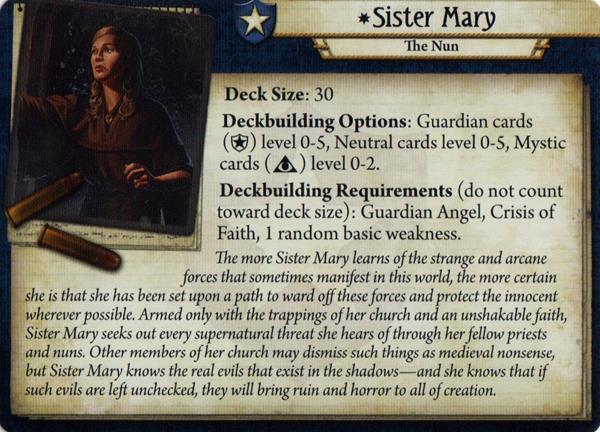 *Sister Mary
The Nun
Deck Size: 30
Deckbuilding Options: Guardian cards
() level 0-5, Neutral cards level 0-5, Mystic
cards () level 0-2.
Deckbuilding Requirements (do not count
toward deck size): Guardian Angel, Crisis of
Faith, 1 random basic weakness.
The more Sister Mary learns of the strange and arcane
forces that sometimes manifest in this world, the more certain
she is that she has been set upon a path to ward off these forces and protect the innocent
wherever possible. Armed only with the trappings of her church and an unshakable faith,
Sister Mary seeks out every supernatural threat she hears of through her fellow priests
and nuns. Other members of her church may dismiss such things as medieval nonsense,
but Sister Mary knows the real evils that exist in the shadows—and she knows that if
such evils are left unchecked, they will bring ruin and horror to all of creation.